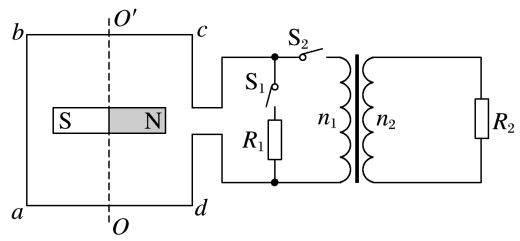 b O′ c
S₂
S₁
S N
n₁ n₂
R₁ R₂
a O d